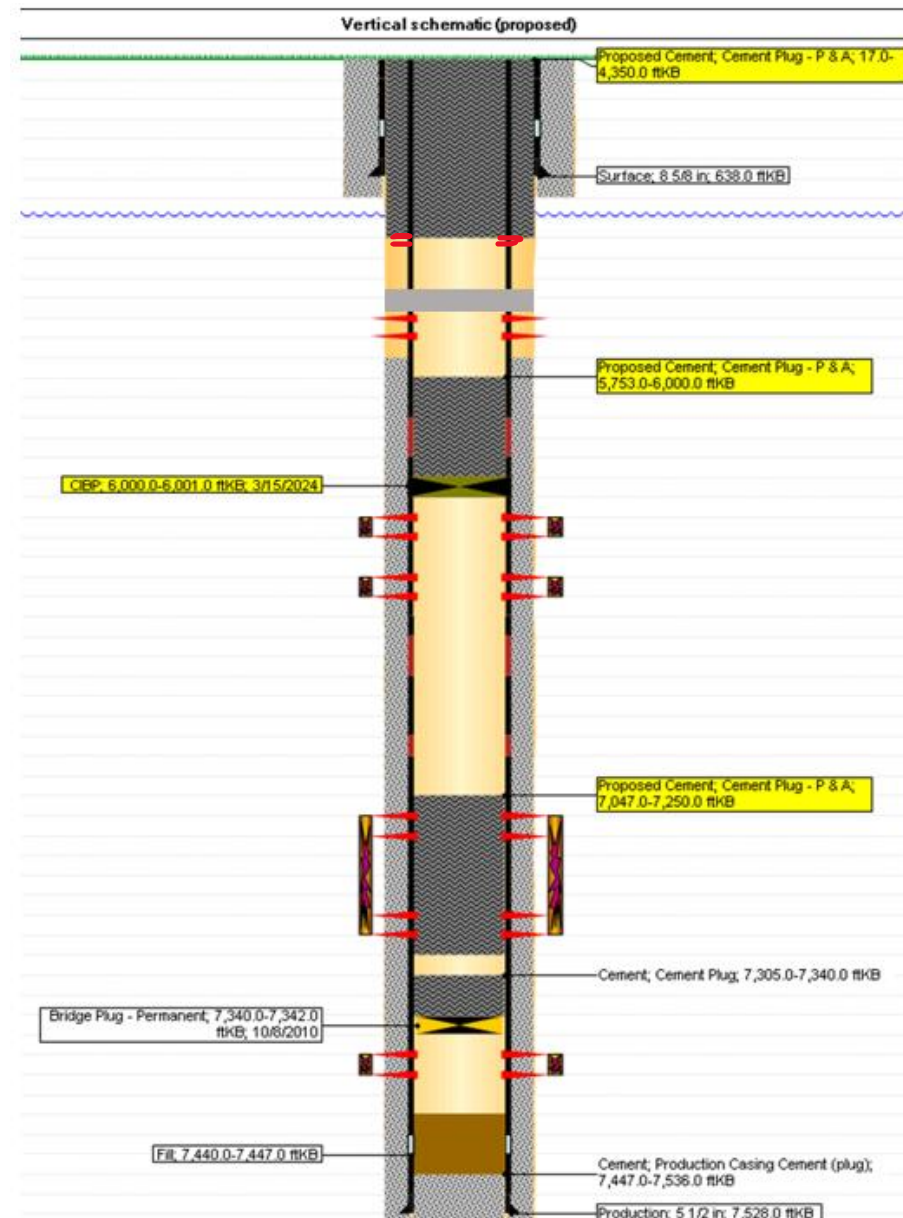 Vertical schematic (proposed)
Proposed Cement; Cement Plug - P & A; 17.0-
4,350.0 ftKB
Surface; 8 5/8 in; 638.0 ftKB
Proposed Cement; Cement Plug - P & A;
5,753.0-6,000.0 ftKB
CIBP; 6,000.0-6,001.0 ftKB; 3/15/2024
Proposed Cement; Cement Plug - P & A;
7,047.0-7,250.0 ftKB
Cement; Cement Plug; 7,305.0-7,340.0 ftKB
Bridge Plug - Permanent; 7,340.0-7,342.0
ftKB; 10/8/2010
Fill; 7,440.0-7,447.0 ftKB
Cement; Production Casing Cement (plug);
7,447.0-7,536.0 ftKB
Production; 5 1/2 in; 7,528.0 ftKB